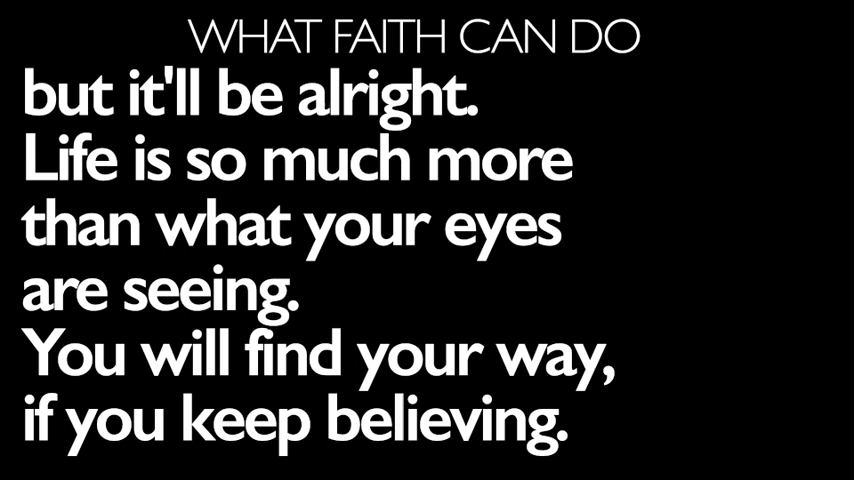 WHAT FAITH CAN DO
but it'll be alright.
Life is so much more
than what your eyes
are seeing.
You will find your way,
if you keep believing.